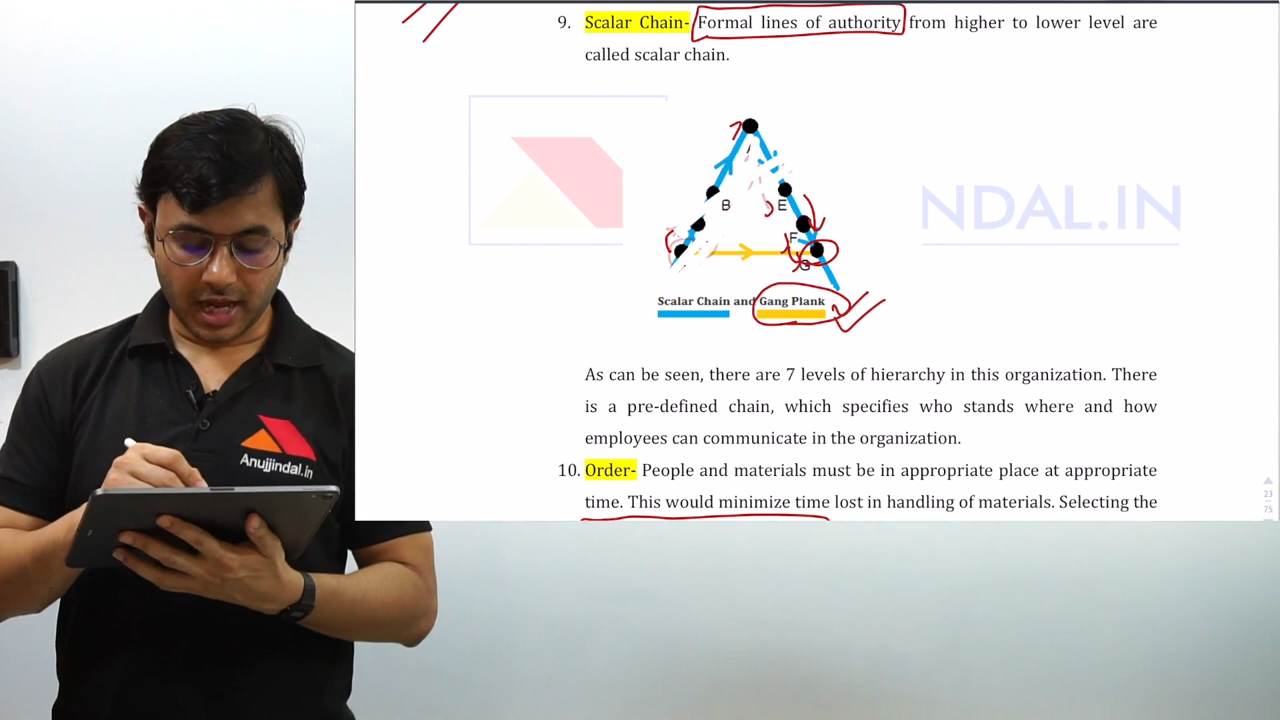 9. Scalar Chain- Formal lines of authority from higher to lower level are
called scalar chain.
NDAL.IN
B
E
F
G
Scalar Chain and Gang Plank
As can be seen, there are 7 levels of hierarchy in this organization. There
is a pre-defined chain, which specifies who stands where and how
employees can communicate in the organization.
10. Order- People and materials must be in appropriate place at appropriate
time. This would minimize time lost in handling of materials. Selecting the
23
75
Anujjindal.in